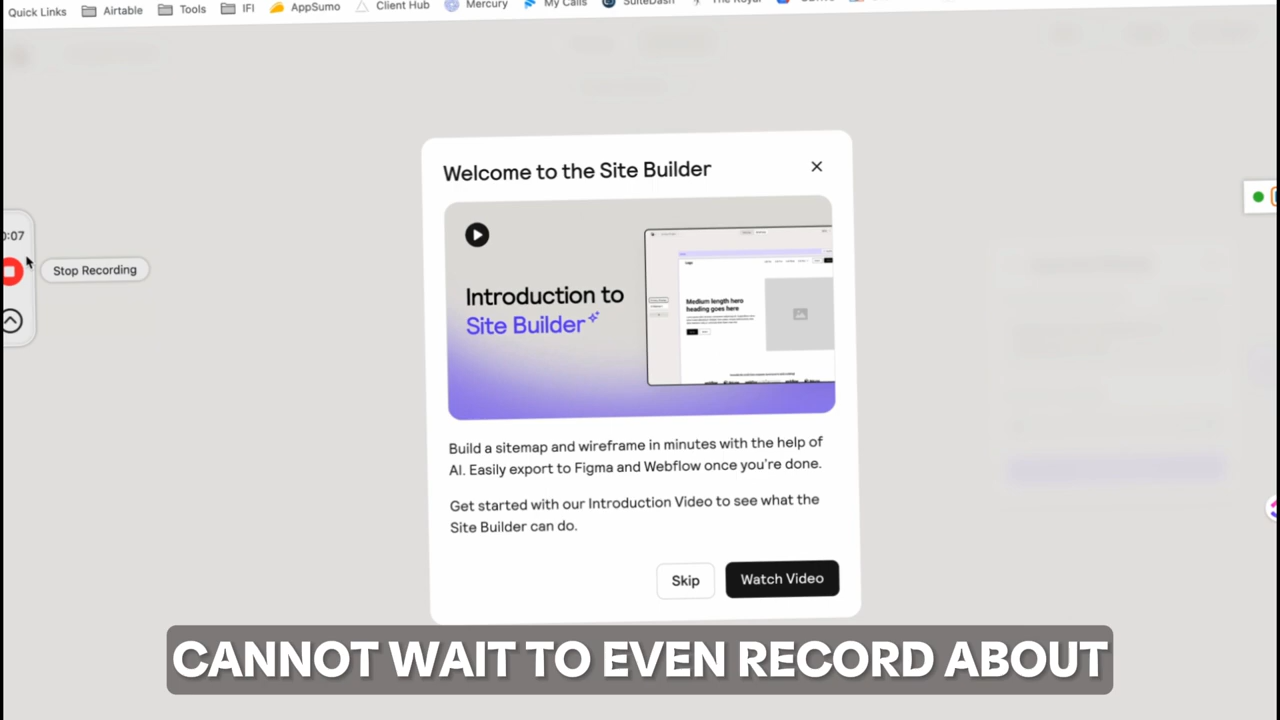 Quick Links Airtable Tools IFI AppSumo Client Hub Mercury My Calls SuiteDash The Royal
Welcome to the Site Builder
Introduction to
Site Builder
Medium length hero
heading goes here
0:07
Stop Recording
Build a sitemap and wireframe in minutes with the help of
AI. Easily export to Figma and Webflow once you're done.
Get started with our Introduction Video to see what the
Site Builder can do.
Skip
Watch Video
CANNOT WAIT TO EVEN RECORD ABOUT